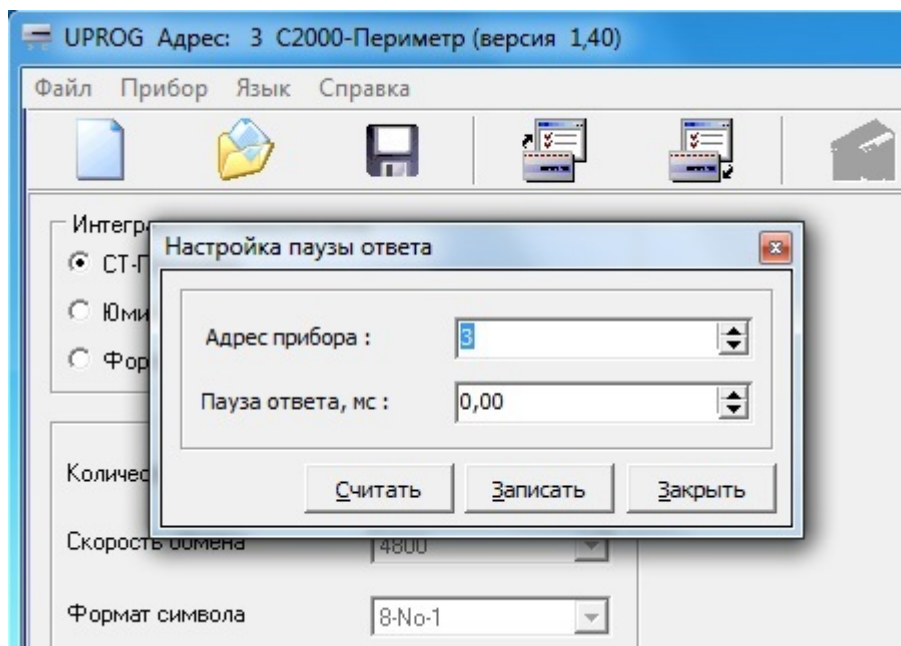 UPROG Адрес: 3 С2000-Периметр (версия 1,40)
Файл Прибор Язык Справка
Настройка паузы ответа
Адрес прибора : 3
Пауза ответа, мс : 0,00
Считать Записать Закрыть
Скорость обмена 4800
Формат символа 8-No-1